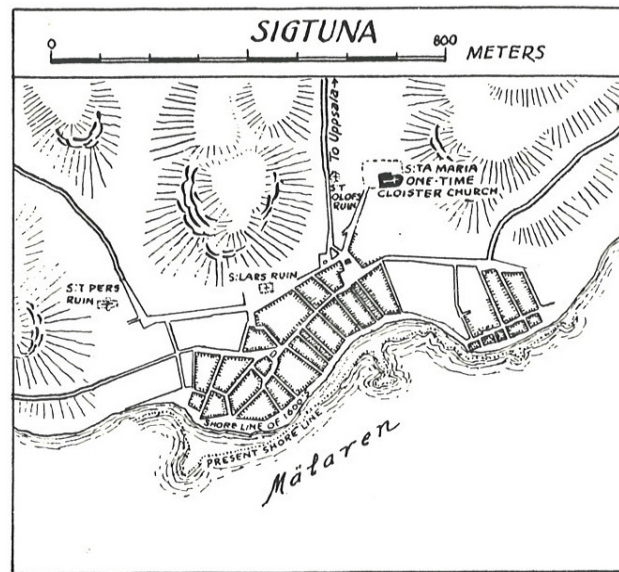 SIGTUNA
0 800 METERS
To Uppsala
S:TA MARIA
ONE-TIME
CLOISTER CHURCH
S:T
OLOFS
RUIN
S:LARS RUIN
S:T PERS
RUIN
SHORE LINE OF 1600'S
PRESENT SHORE LINE
Mälaren